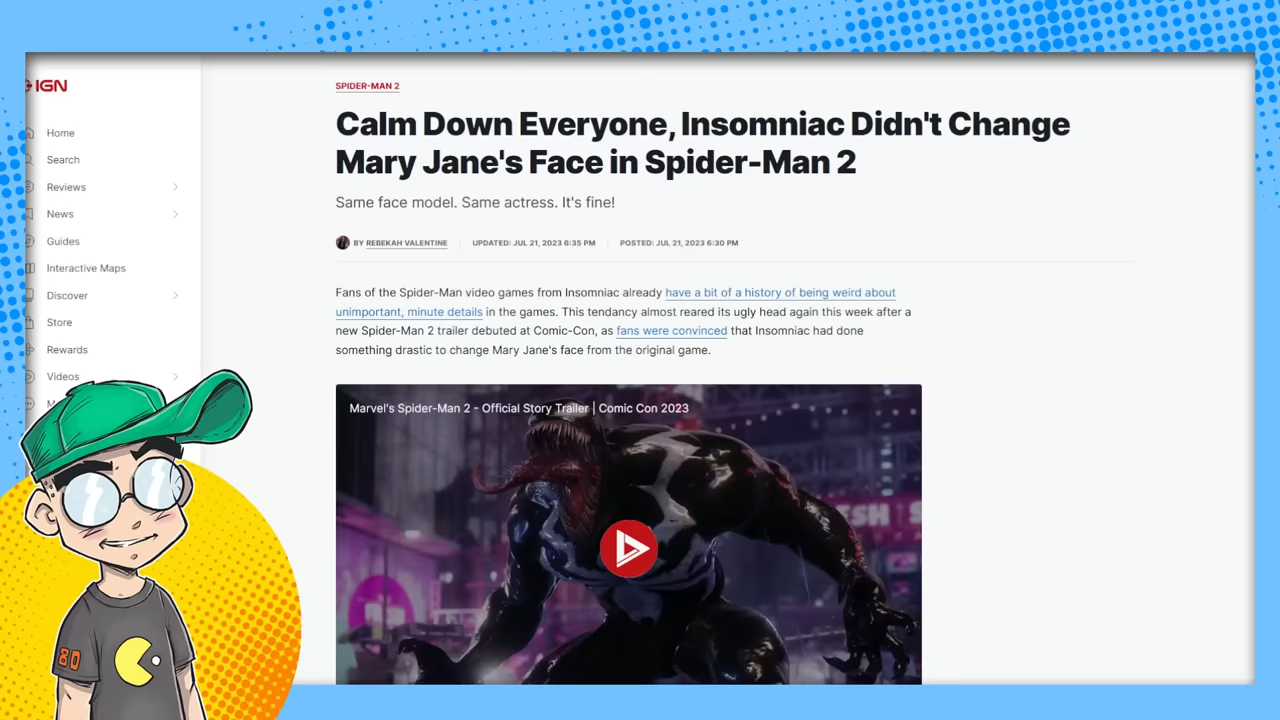 IGN
Home
Search
Reviews
News
Guides
Interactive Maps
Discover
Store
Rewards
Videos
SPIDER-MAN 2
Calm Down Everyone, Insomniac Didn't Change
Mary Jane's Face in Spider-Man 2
Same face model. Same actress. It's fine!
BY REBEKAH VALENTINE UPDATED: JUL 21, 2023 6:35 PM POSTED: JUL 21, 2023 6:30 PM
Fans of the Spider-Man video games from Insomniac already have a bit of a history of being weird about
unimportant, minute details in the games. This tendency almost reared its ugly head again this week after a
new Spider-Man 2 trailer debuted at Comic-Con, as fans were convinced that Insomniac had done
something drastic to change Mary Jane's face from the original game.
Marvel's Spider-Man 2 - Official Story Trailer | Comic Con 2023
80